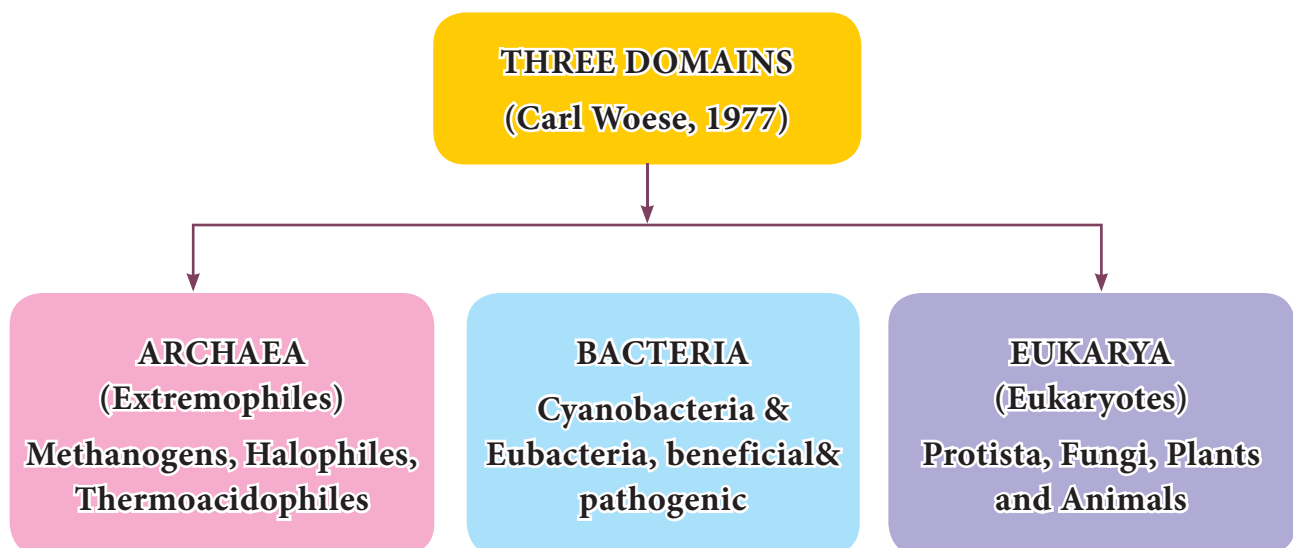 THREE DOMAINS
(Carl Woese, 1977)
ARCHAEA
(Extremophiles)
Methanogens, Halophiles,
Thermoacidophiles
BACTERIA
Cyanobacteria &
Eubacteria, beneficial&
pathogenic
EUKARYA
(Eukaryotes)
Protista, Fungi, Plants
and Animals